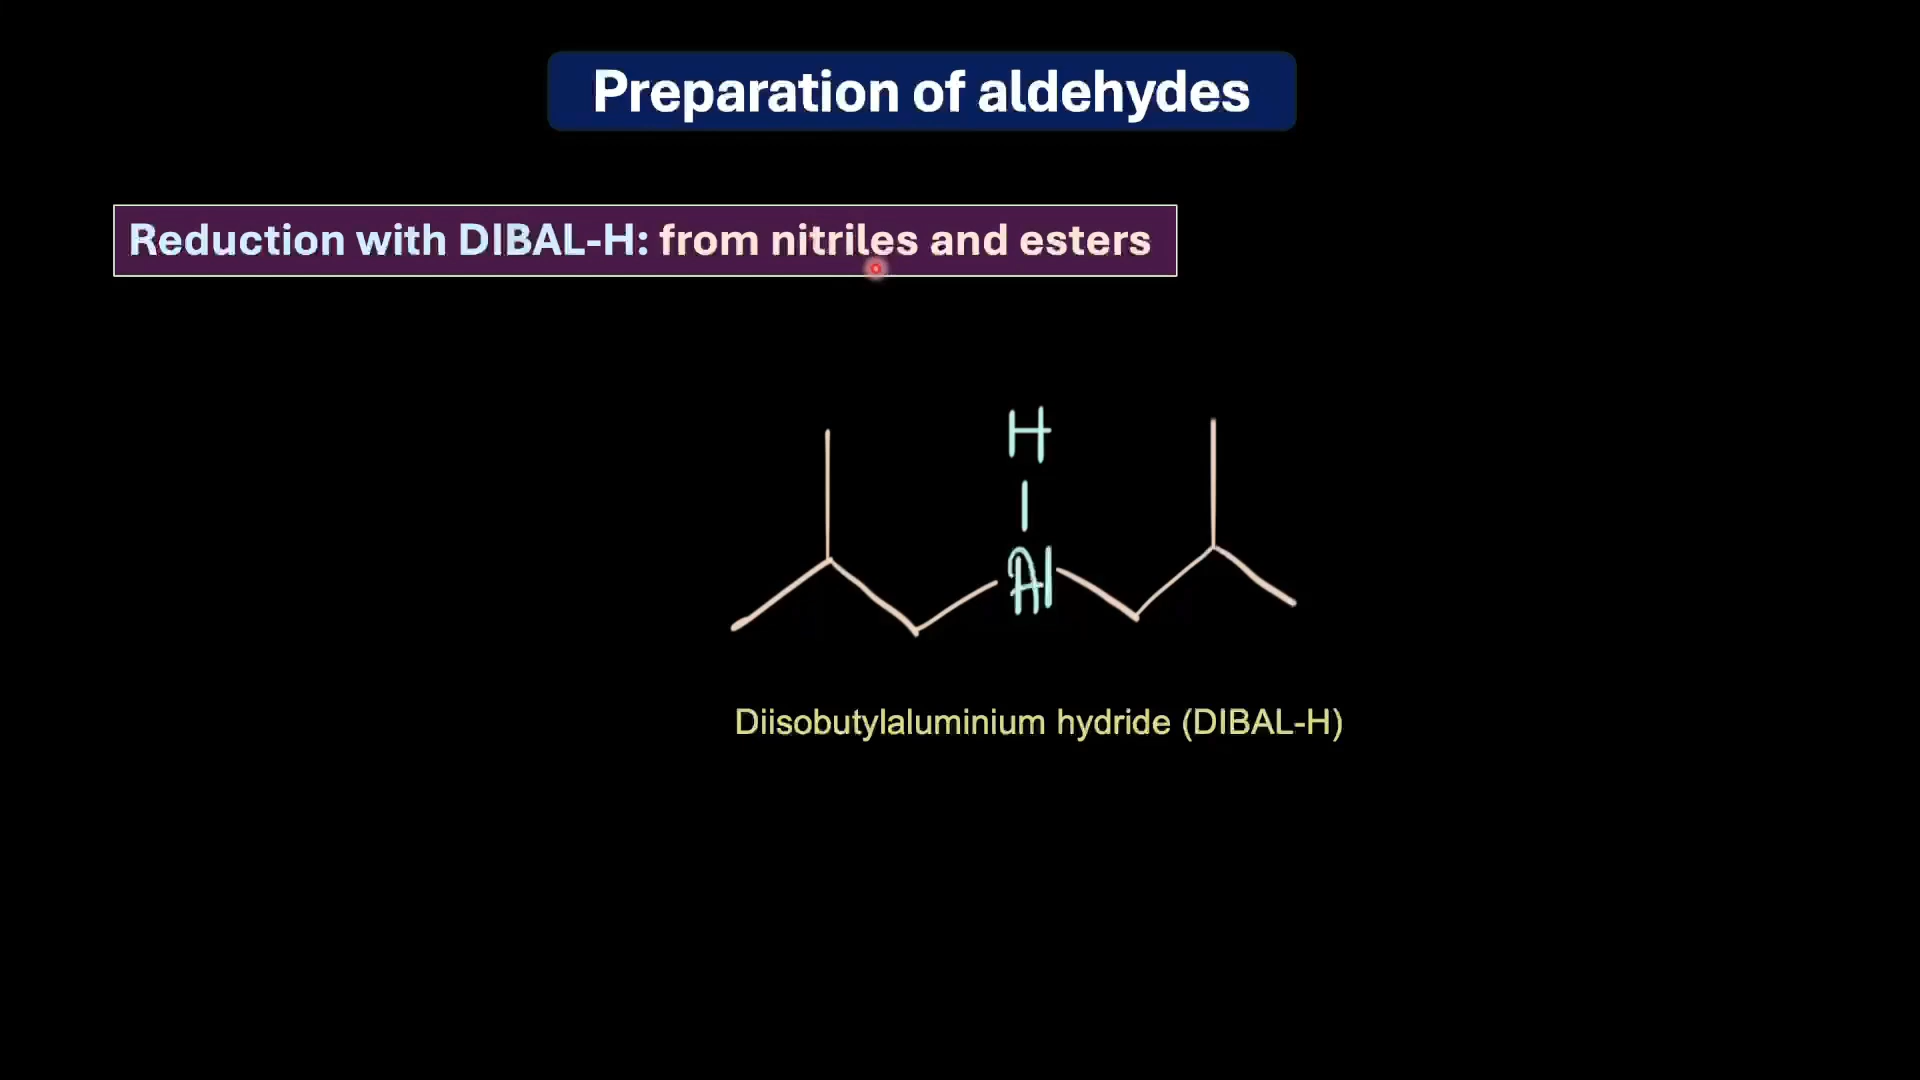 Preparation of aldehydes
Reduction with DIBAL-H: from nitriles and esters
H
Al
Diisobutylaluminium hydride (DIBAL-H)